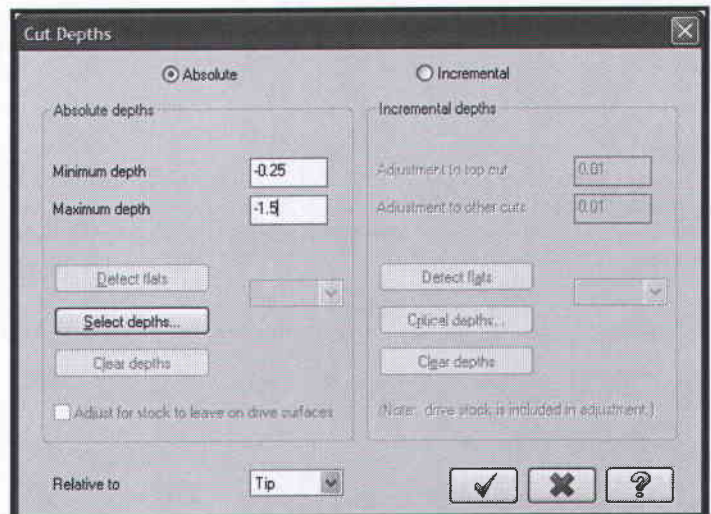 Cut Depths
Absolute
Incremental
Absolute depths
Minimum depth -0.25
Maximum depth -1.5
Detect flats
Select depths...
Clear depths
Adjust for stock to leave on drive surfaces
Incremental depths
Adjustment to top cut 0.01
Adjustment to other cuts 0.01
Detect flats
Critical depths...
Clear depths
(Note: drive stock is included in adjustment.)
Relative to Tip